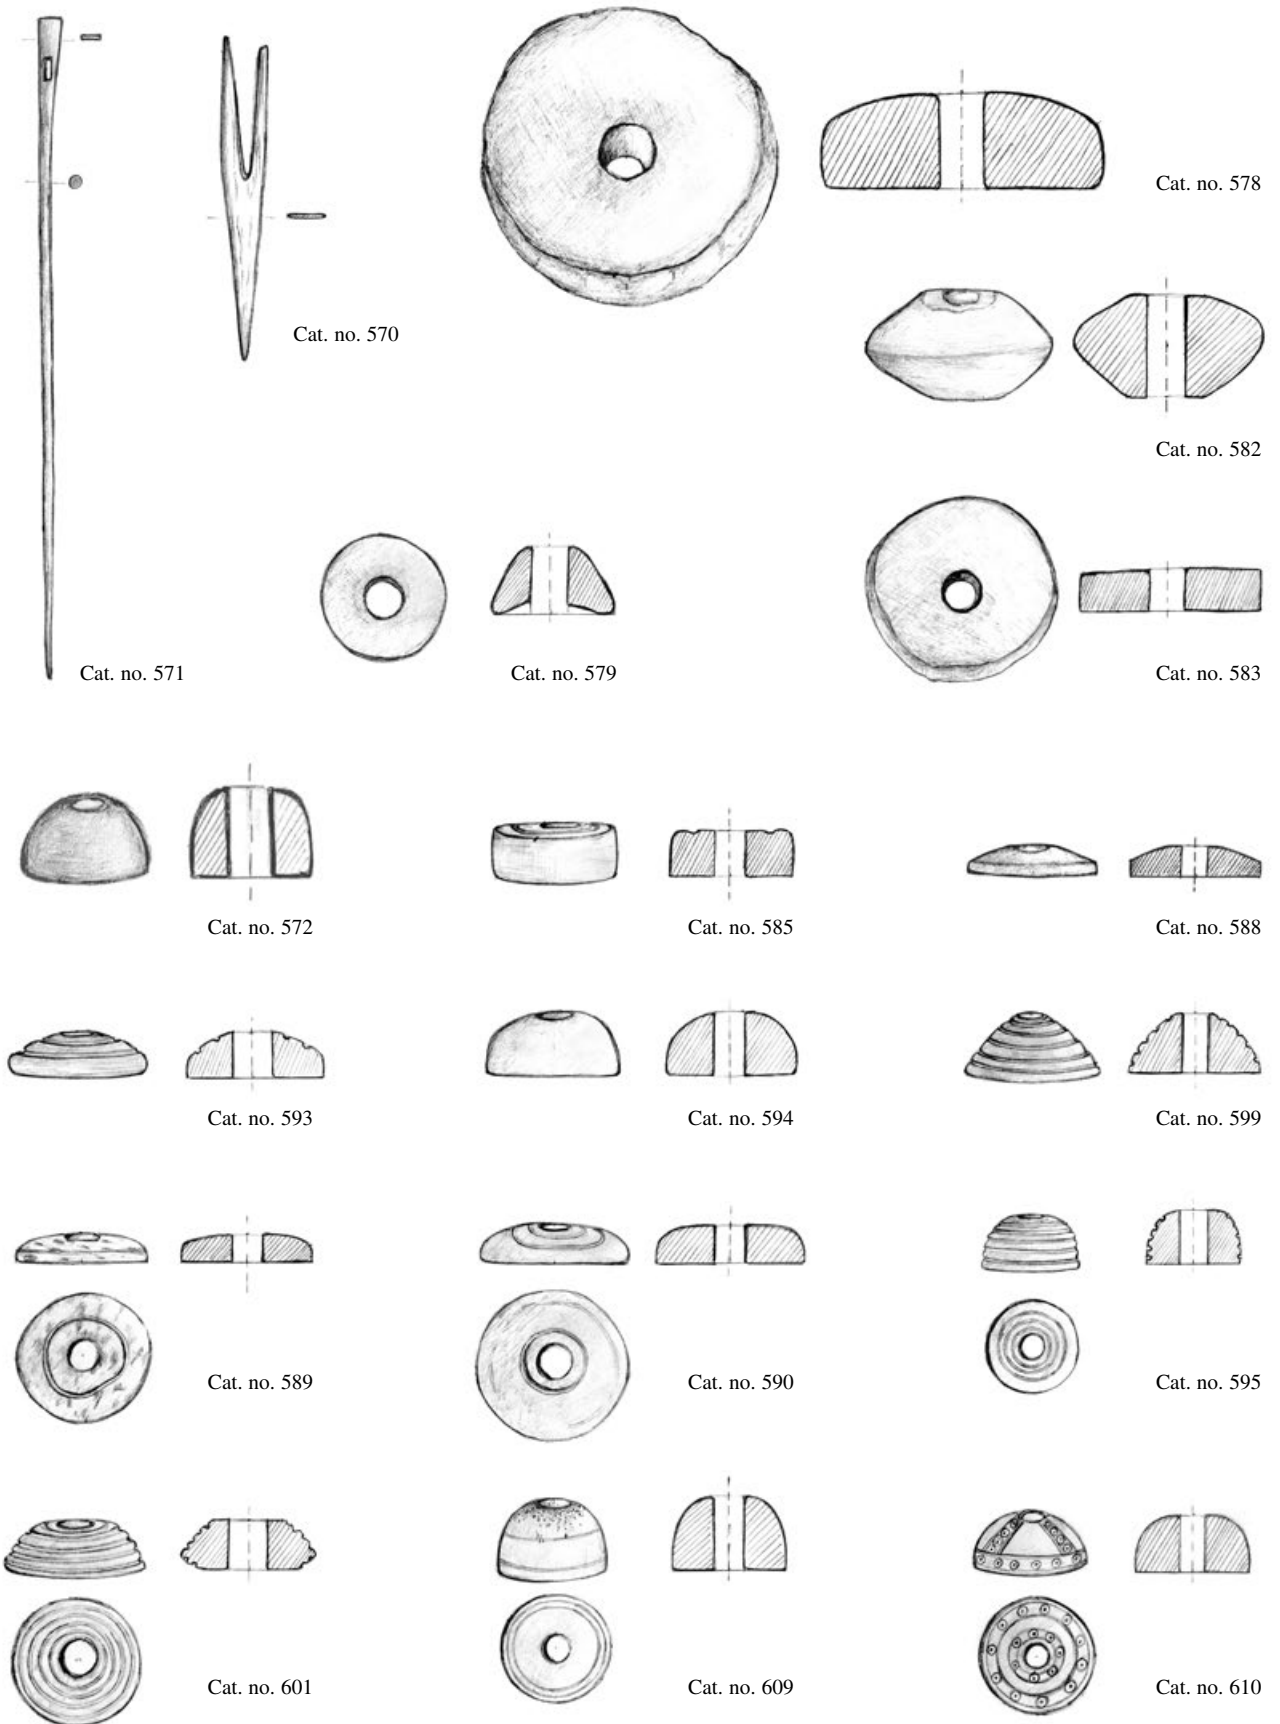 Cat. no. 578
Cat. no. 570
Cat. no. 582
Cat. no. 571
Cat. no. 579
Cat. no. 583
Cat. no. 572
Cat. no. 585
Cat. no. 588
Cat. no. 593
Cat. no. 594
Cat. no. 599
Cat. no. 589
Cat. no. 590
Cat. no. 595
Cat. no. 601
Cat. no. 609
Cat. no. 610